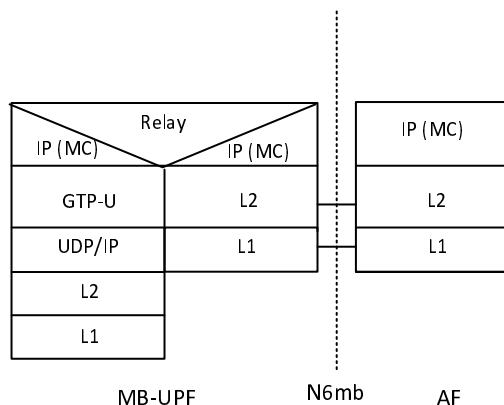 Relay
IP (MC)
IP (MC)
IP (MC)
GTP-U
L2
L2
UDP/IP
L1
L1
L2
L1
MB-UPF
N6mb
AF